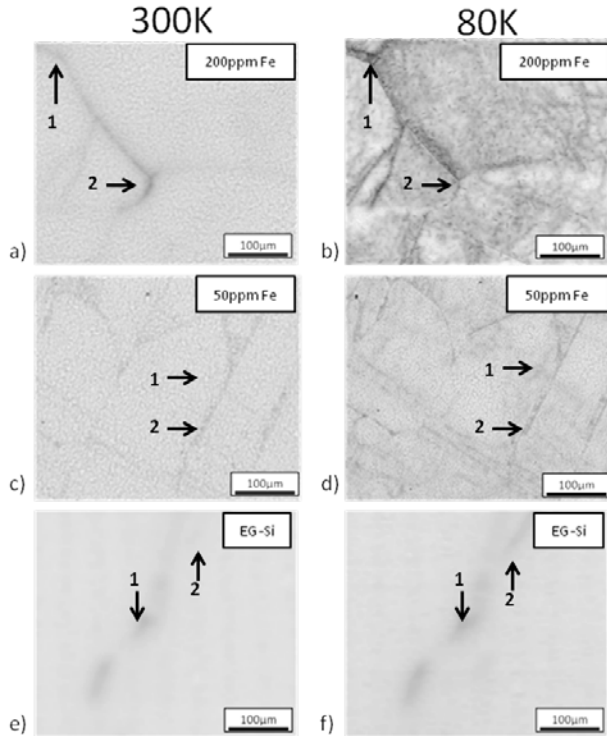 300K 80K
200ppm Fe 200ppm Fe
1 1
2 2
100µm 100µm
a) b)
50ppm Fe 50ppm Fe
1 1
2 2
100µm 100µm
c) d)
EG-Si EG-Si
1 1
2 2
100µm 100µm
e) f)